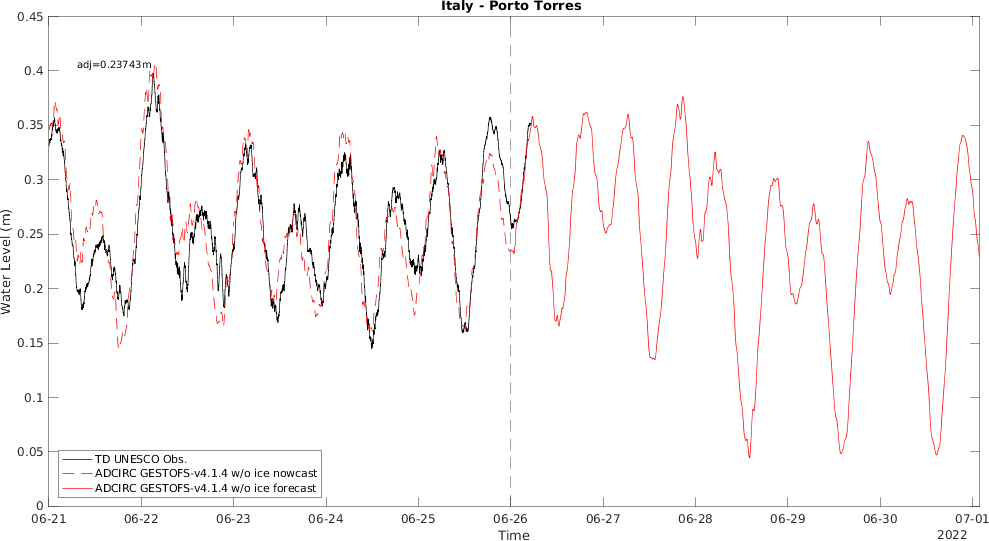 Italy - Porto Torres
0.45
0.4
0.35
0.3
0.25
0.2
0.15
0.1
0.05
0
Water Level (m)
adj=0.23743m
TD UNESCO Obs.
ADCIRC GESTOFS-v4.1.4 w/o ice nowcast
ADCIRC GESTOFS-v4.1.4 w/o ice forecast
06-21 06-22 06-23 06-24 06-25 06-26 06-27 06-28 06-29 06-30 07-01
Time
2022